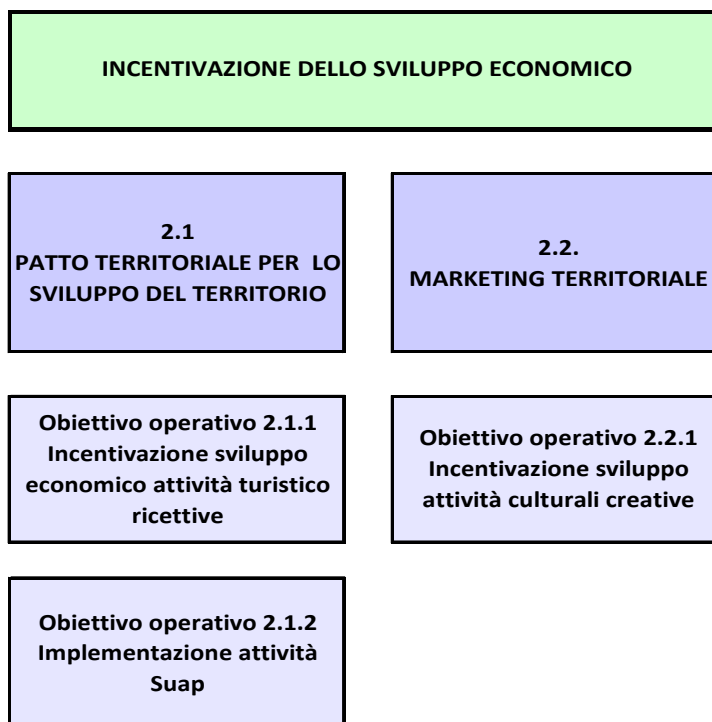 INCENTIVAZIONE DELLO SVILUPPO ECONOMICO
2.1
PATTO TERRITORIALE PER LO
SVILUPPO DEL TERRITORIO
2.2.
MARKETING TERRITORIALE
Obiettivo operativo 2.1.1
Incentivazione sviluppo
economico attività turistico
ricettive
Obiettivo operativo 2.2.1
Incentivazione sviluppo
attività culturali creative
Obiettivo operativo 2.1.2
Implementazione attività
Suap